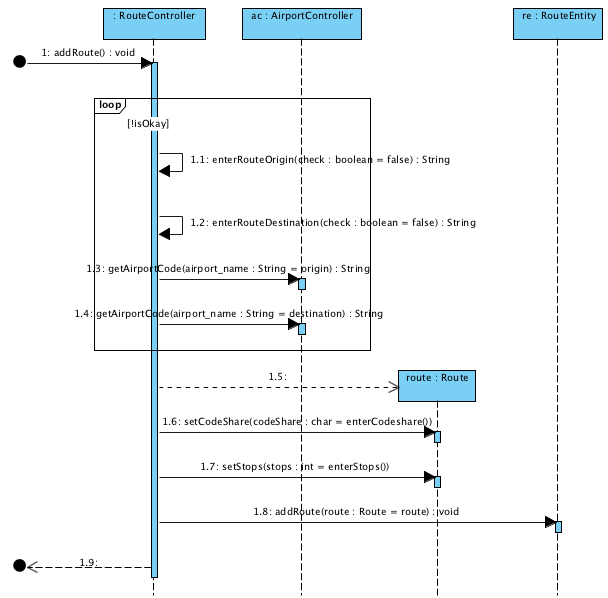 : RouteController
ac : AirportController
re : RouteEntity
1: addRoute() : void
loop
[!isOkay]
1.1: enterRouteOrigin(check : boolean = false) : String
1.2: enterRouteDestination(check : boolean = false) : String
1.3: getAirportCode(airport_name : String = origin) : String
1.4: getAirportCode(airport_name : String = destination) : String
1.5:
route : Route
1.6: setCodeShare(codeShare : char = enterCodeshare())
1.7: setStops(stops : int = enterStops())
1.8: addRoute(route : Route = route) : void
1.9: